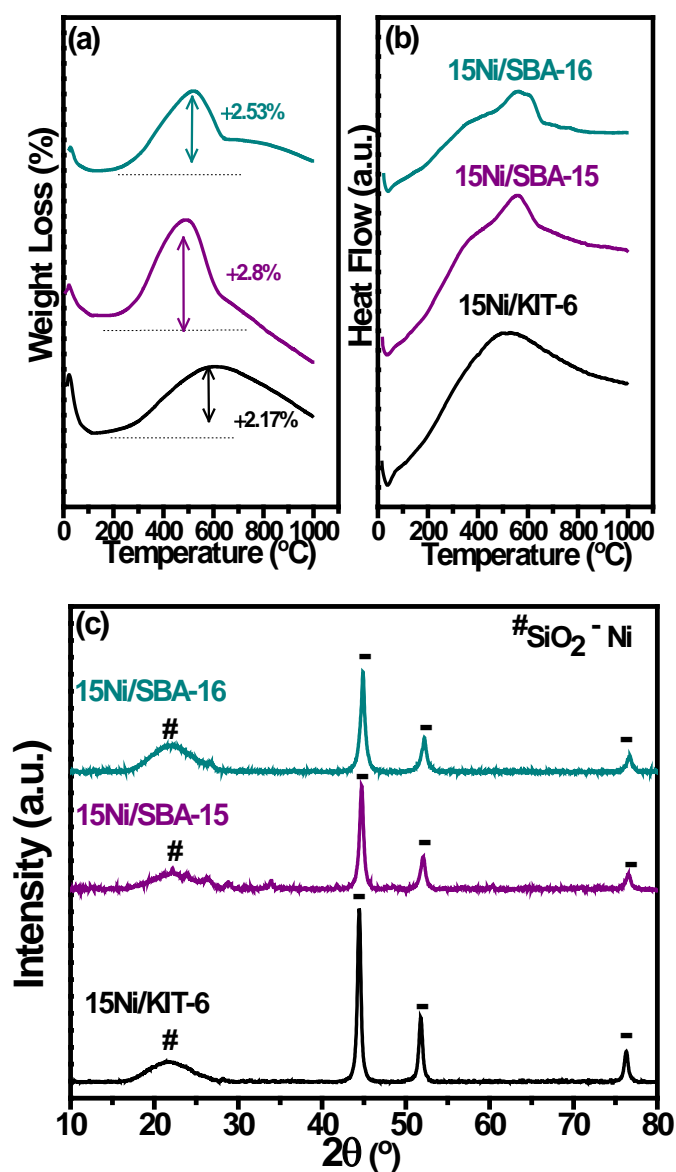 (a)
+2.53%
+2.8%
+2.17%
Weight Loss (%)
0 200 400 600 800 1000
Temperature (ºC)
(b)
15Ni/SBA-16
15Ni/SBA-15
15Ni/KIT-6
Heat Flow (a.u.)
0 200 400 600 800 1000
Temperature (ºC)
(c)
#SiO2 - Ni
15Ni/SBA-16
#
-
-
-
15Ni/SBA-15
#
-
-
-
15Ni/KIT-6
#
-
-
-
Intensity (a.u.)
10 20 30 40 50 60 70 80
2θ (º)